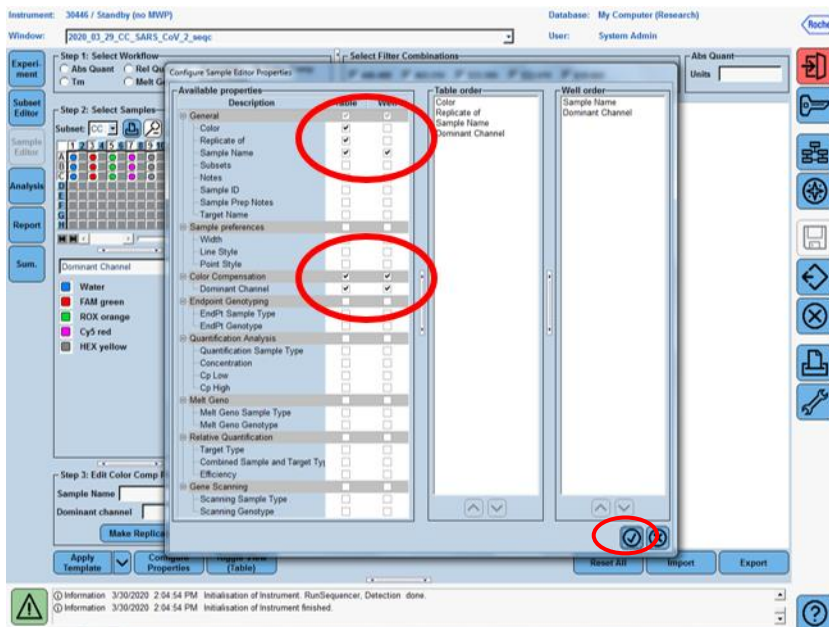 Instrument: 30446 / Standby (no MWP)
Database: My Computer (Research)
Window: 2020_03_29_CC_SARS_CoV_2_seqc
User: System Admin
Roche
Step 1: Select Workflow
Abs Quant
Tm
Select Filter Combinations
Abs Quant
Units
Experi-
ment
Subset
Editor
Sample
Editor
Analysis
Report
Sum.
Step 2: Select Samples
Subset: CC
1 2 3 4 5 6 7 8 9 10
A
B
C
D
E
F
G
H
Dominant Channel
Water
FAM green
ROX orange
Cy5 red
HEX yellow
Step 3: Edit Color Comp
Sample Name
Dominant channel
Configure Sample Editor Properties
Available properties
Description Table Well
General
Color
Replicate of
Sample Name
Subsets
Notes
Sample ID
Sample Prep Notes
Target Name
Sample preferences
Width
Line Style
Point Style
Color Compensation
Dominant Channel
Endpoint Genotyping
EndPt Sample Type
EndPt Genotype
Quantification Analysis
Quantification Sample Type
Concentration
Cp Low
Cp High
Melt Geno
Melt Geno Sample Type
Melt Geno Genotype
Relative Quantification
Target Type
Combined Sample and Target Typ
Efficiency
Gene Scanning
Scanning Sample Type
Scanning Genotype
Table order
Color
Replicate of
Sample Name
Dominant Channel
Well order
Sample Name
Dominant Channel
Make Replica
Apply
Template
Configure
Properties
Toggle View
(Table)
Reset All
Import
Export
Information 3/30/2020 2:04:54 PM Initialisation of Instrument. RunSequencer, Detection done.
Information 3/30/2020 2:04:54 PM Initialisation of Instrument finished.